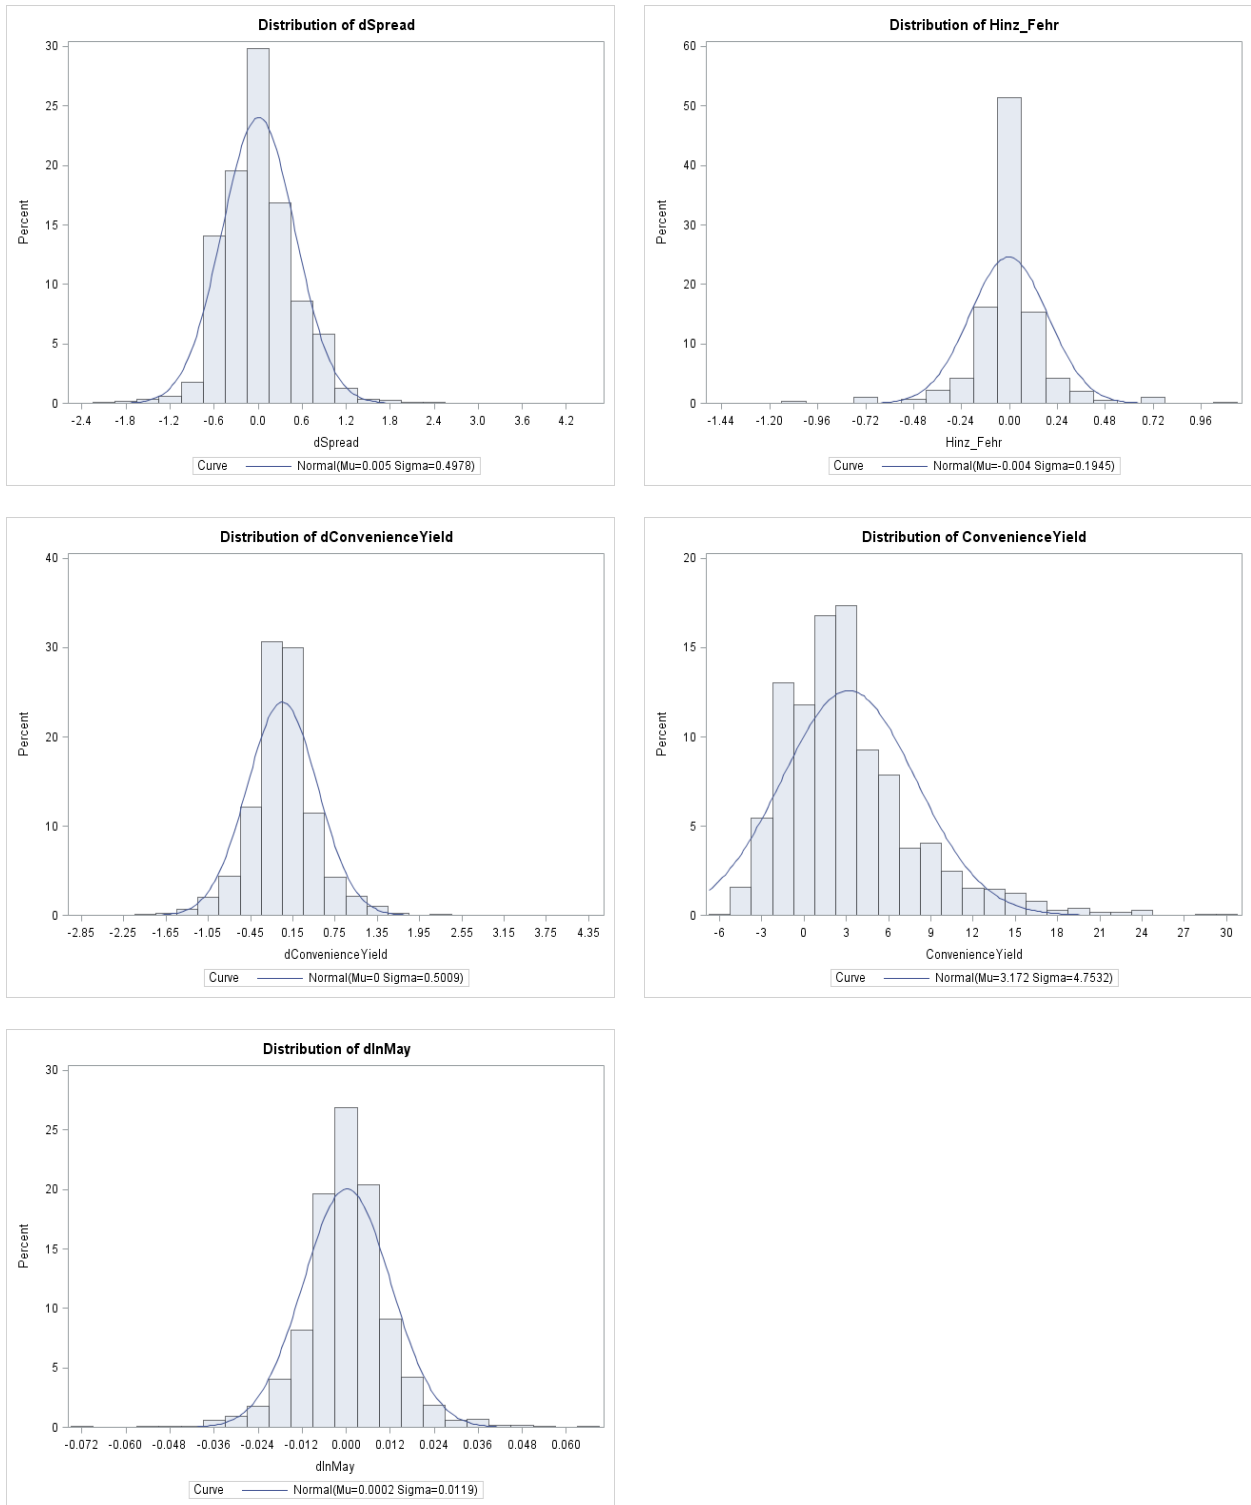 Distribution of dSpread
30
25
20
15
10
5
0
Percent
-2.4 -1.8 -1.2 -0.6 0.0 0.6 1.2 1.8 2.4 3.0 3.6 4.2
dSpread
Curve Normal(Mu=0.005 Sigma=0.4978)
Distribution of Hinz_Fehr
60
50
40
30
20
10
0
Percent
-1.44 -1.20 -0.96 -0.72 -0.48 -0.24 0.00 0.24 0.48 0.72 0.96
Hinz_Fehr
Curve Normal(Mu=-0.004 Sigma=0.1945)
Distribution of dConvenienceYield
40
30
20
10
0
Percent
-2.85 -2.25 -1.65 -1.05 -0.45 0.15 0.75 1.35 1.95 2.55 3.15 3.75 4.35
dConvenienceYield
Curve Normal(Mu=0 Sigma=0.5009)
Distribution of ConvenienceYield
20
15
10
5
0
Percent
-6 -3 0 3 6 9 12 15 18 21 24 27 30
ConvenienceYield
Curve Normal(Mu=3.172 Sigma=4.7532)
Distribution of dlnMay
30
25
20
15
10
5
0
Percent
-0.072 -0.060 -0.048 -0.036 -0.024 -0.012 0.000 0.012 0.024 0.036 0.048 0.060
dlnMay
Curve Normal(Mu=0.0002 Sigma=0.0119)